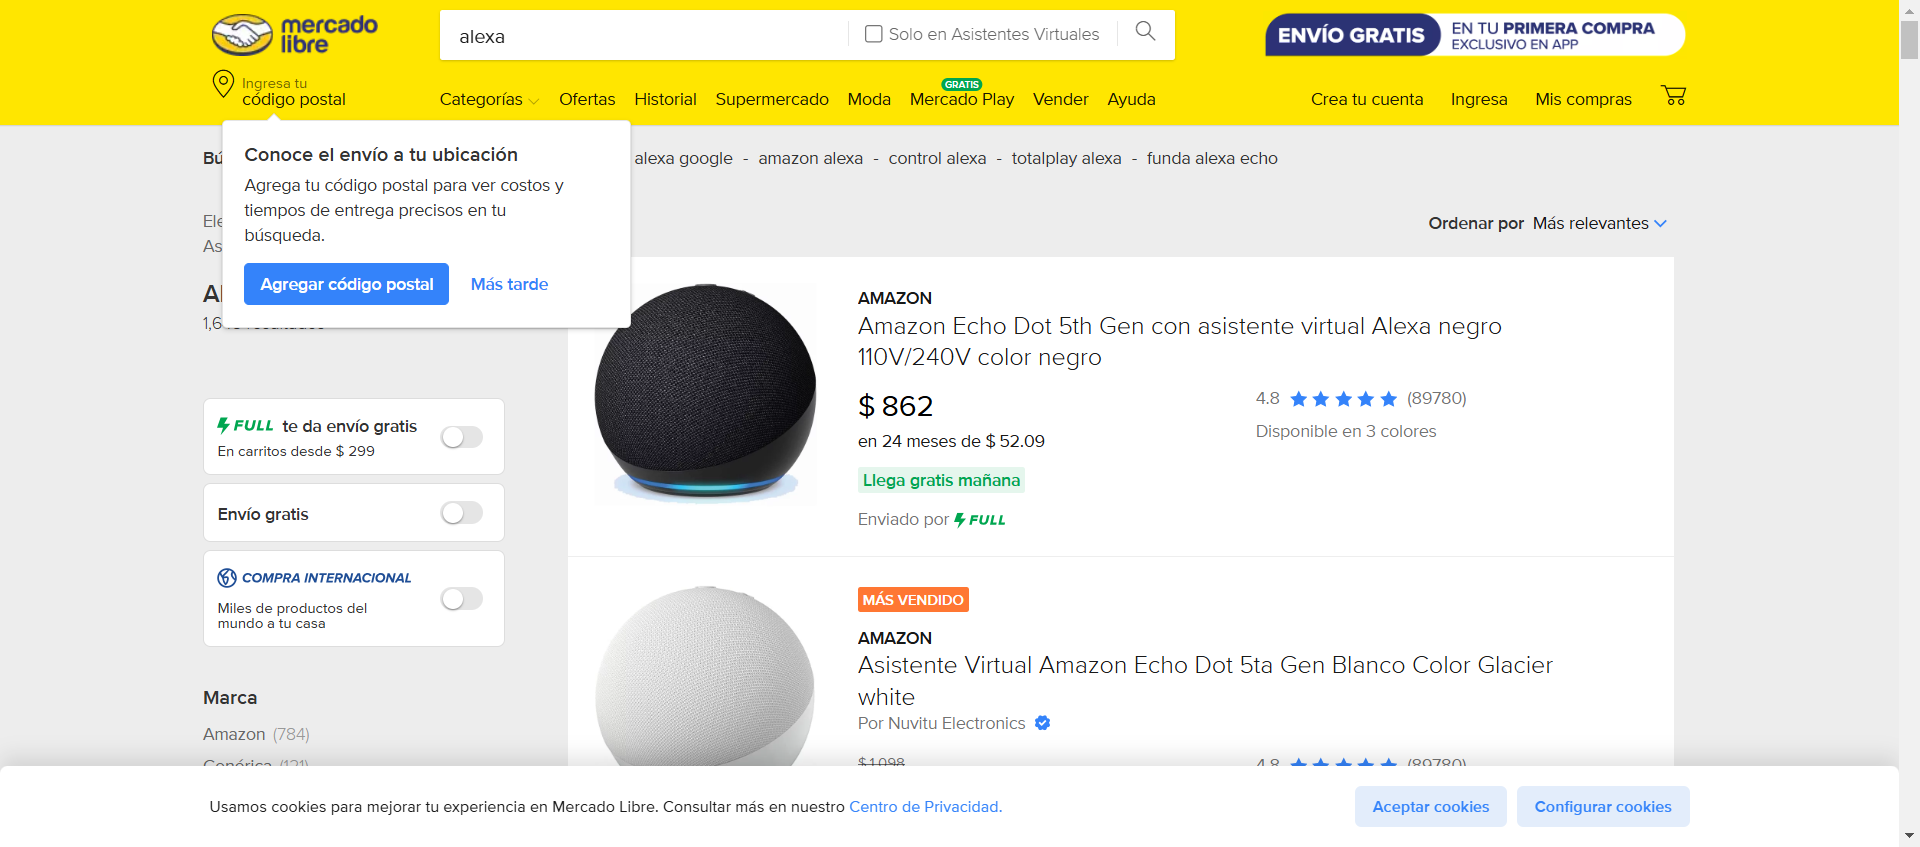 mercado
libre
alexa
Solo en Asistentes Virtuales
ENVÍO GRATIS
EN TU PRIMERA COMPRA
EXCLUSIVO EN APP
Ingresa tu
código postal
Categorías
Ofertas
Historial
Supermercado
Moda
GRATIS
Mercado Play
Vender
Ayuda
Crea tu cuenta
Ingresa
Mis compras
Conoce el envío a tu ubicación
Agrega tu código postal para ver costos y
tiempos de entrega precisos en tu
búsqueda.
Agregar código postal
Más tarde
alexa google - amazon alexa - control alexa - totalplay alexa - funda alexa echo
Ordenar por Más relevantes
FULL te da envío gratis
En carritos desde $ 299
Envío gratis
COMPRA INTERNACIONAL
Miles de productos del
mundo a tu casa
Marca
Amazon (784)
AMAZON
Amazon Echo Dot 5th Gen con asistente virtual Alexa negro
110V/240V color negro
$ 862
en 24 meses de $ 52.09
Llega gratis mañana
Enviado por FULL
4.8 (89780)
Disponible en 3 colores
MÁS VENDIDO
AMAZON
Asistente Virtual Amazon Echo Dot 5ta Gen Blanco Color Glacier
white
Por Nuvitu Electronics
$ 1,098
4.8 (89780)
Usamos cookies para mejorar tu experiencia en Mercado Libre. Consultar más en nuestro Centro de Privacidad.
Aceptar cookies
Configurar cookies